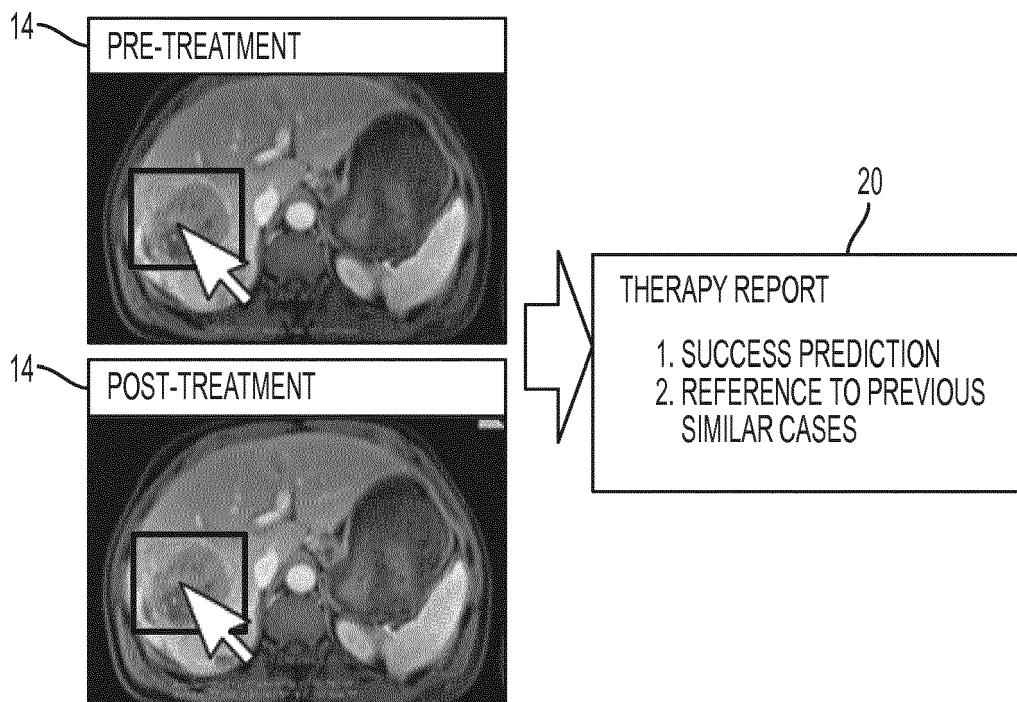 14
PRE-TREATMENT
14
POST-TREATMENT
20
THERAPY REPORT
1. SUCCESS PREDICTION
2. REFERENCE TO PREVIOUS
SIMILAR CASES